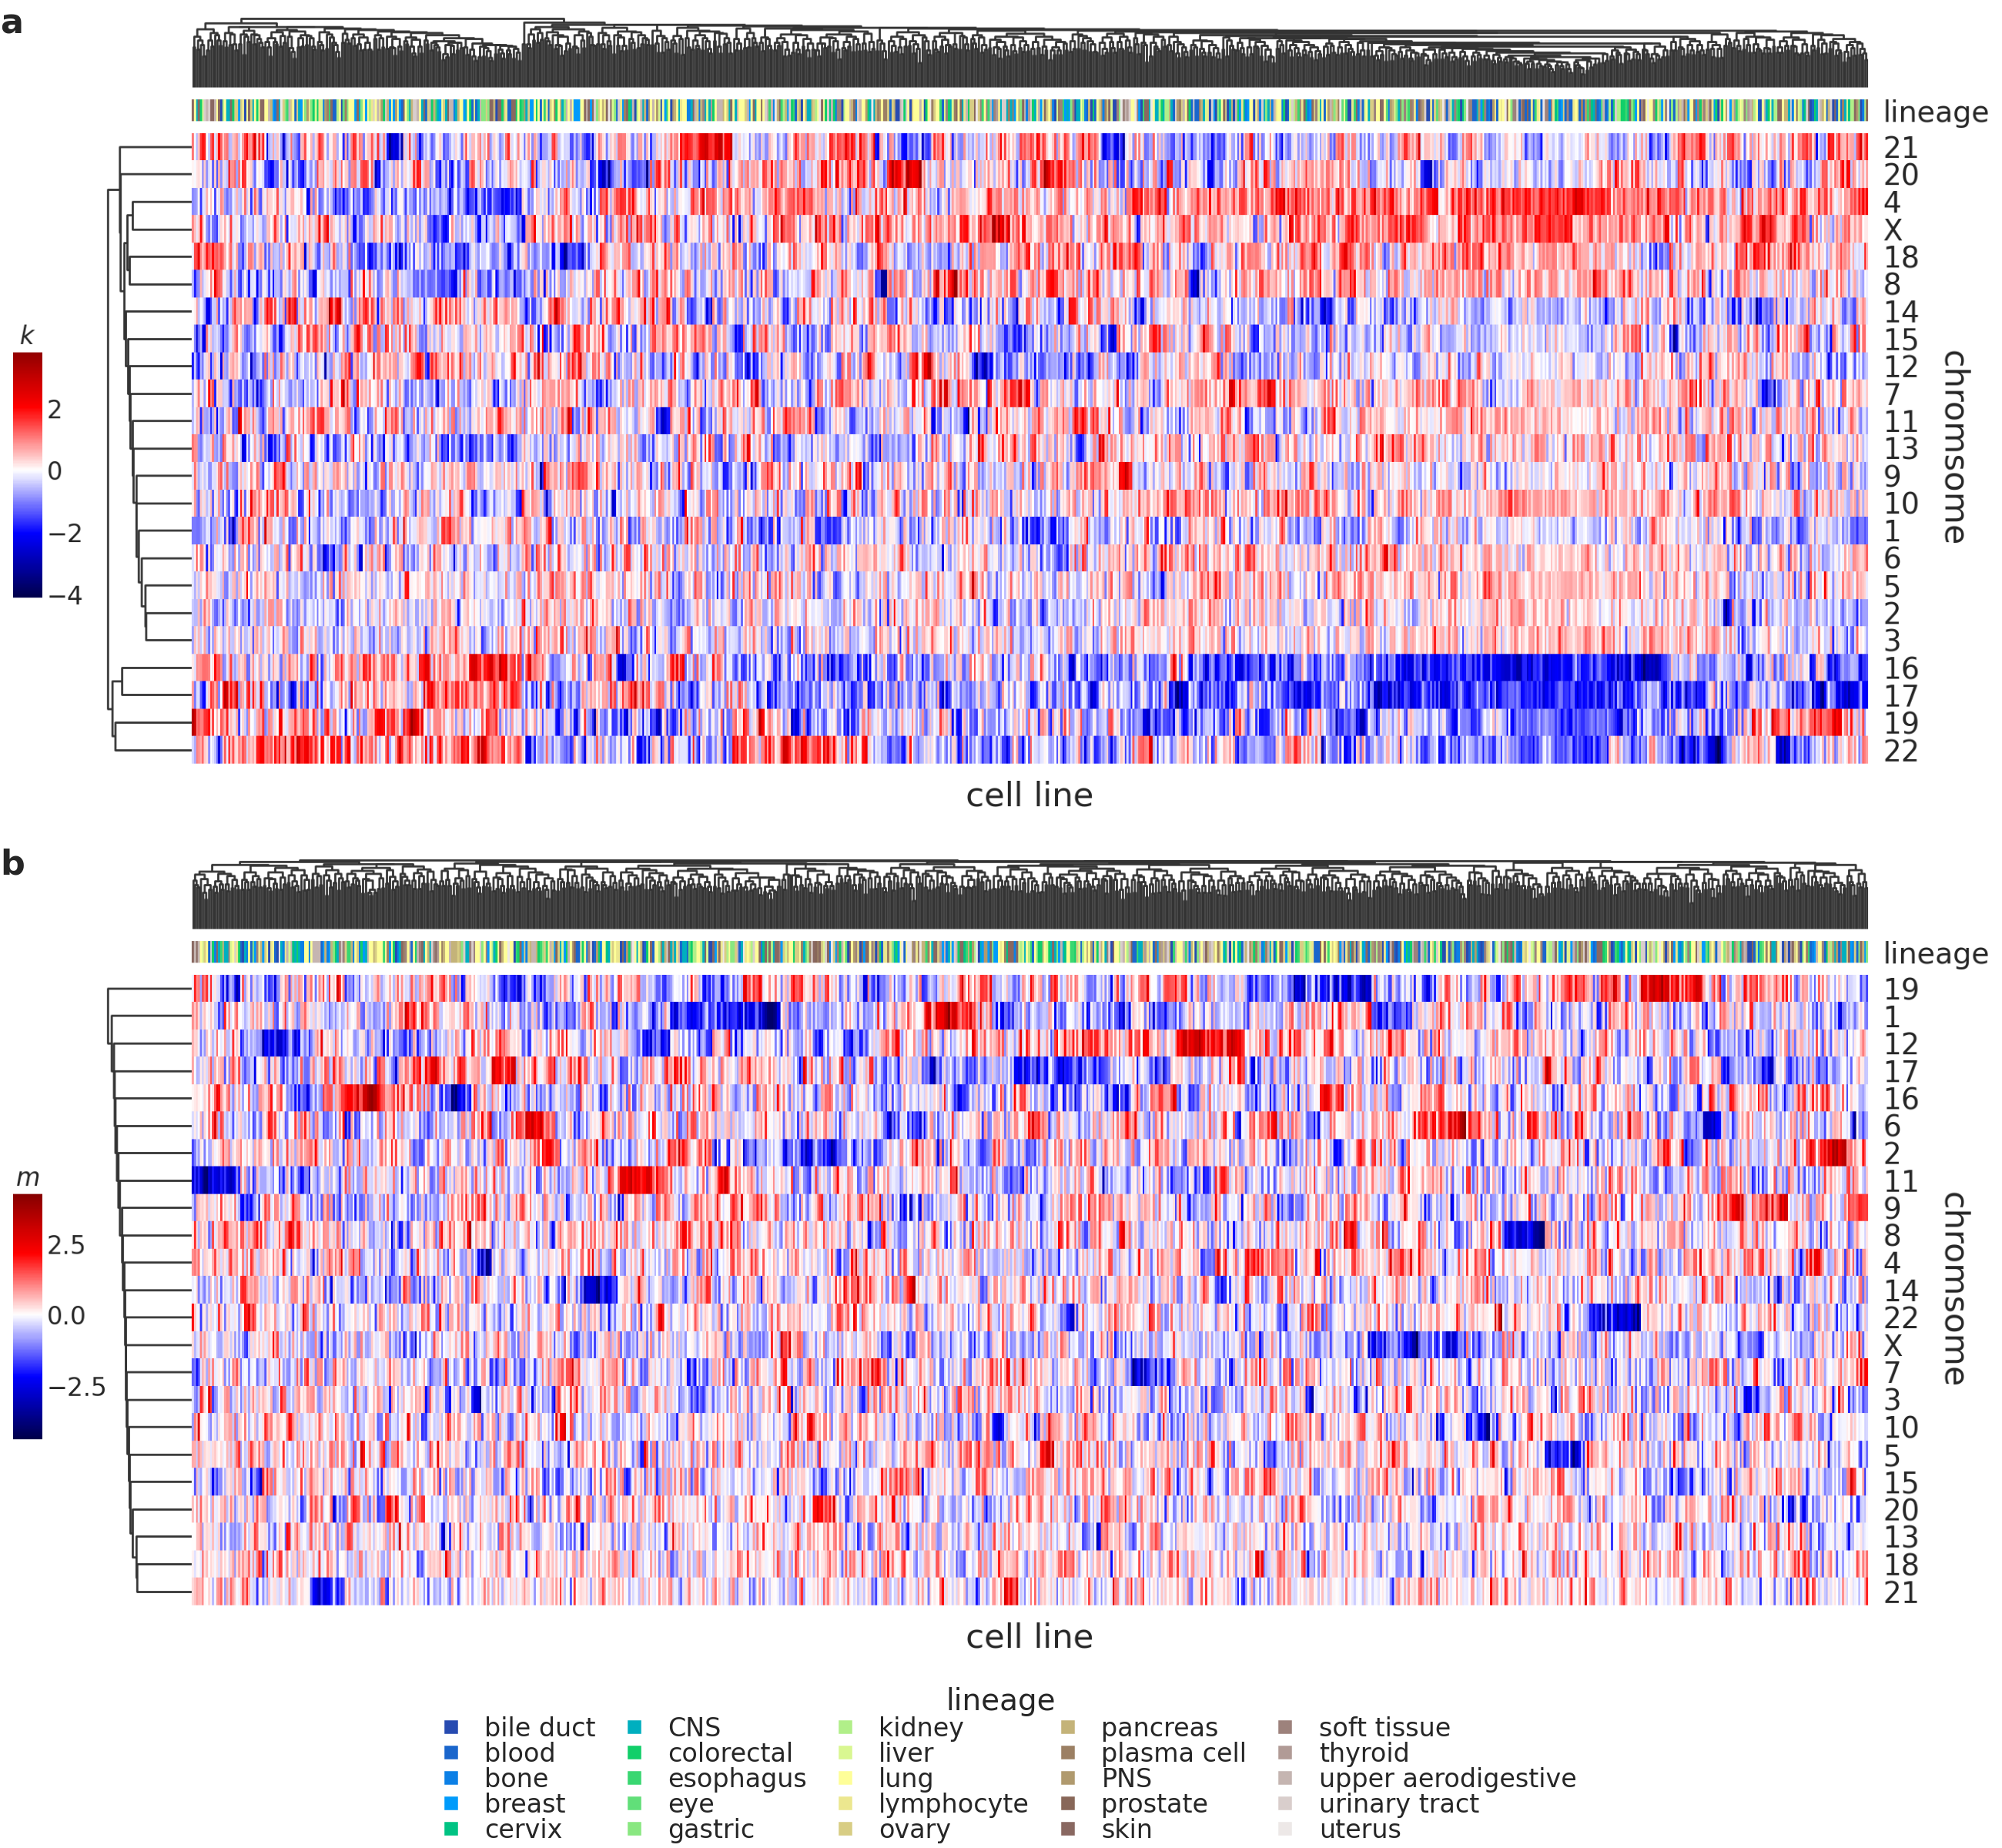 a
lineage
21
20
4
X
18
8
14
15
12
7
11
13
9
10
1
6
5
2
3
16
17
19
22
chromsome
k
2
0
−2
−4
cell line
b
lineage
19
1
12
17
16
6
2
11
9
8
4
14
22
X
7
3
10
5
15
20
13
18
21
chromsome
m
2.5
0.0
−2.5
cell line
lineage
bile duct CNS kidney pancreas soft tissue
blood colorectal liver plasma cell thyroid
bone esophagus lung PNS upper aerodigestive
breast eye lymphocyte prostate urinary tract
cervix gastric ovary skin uterus